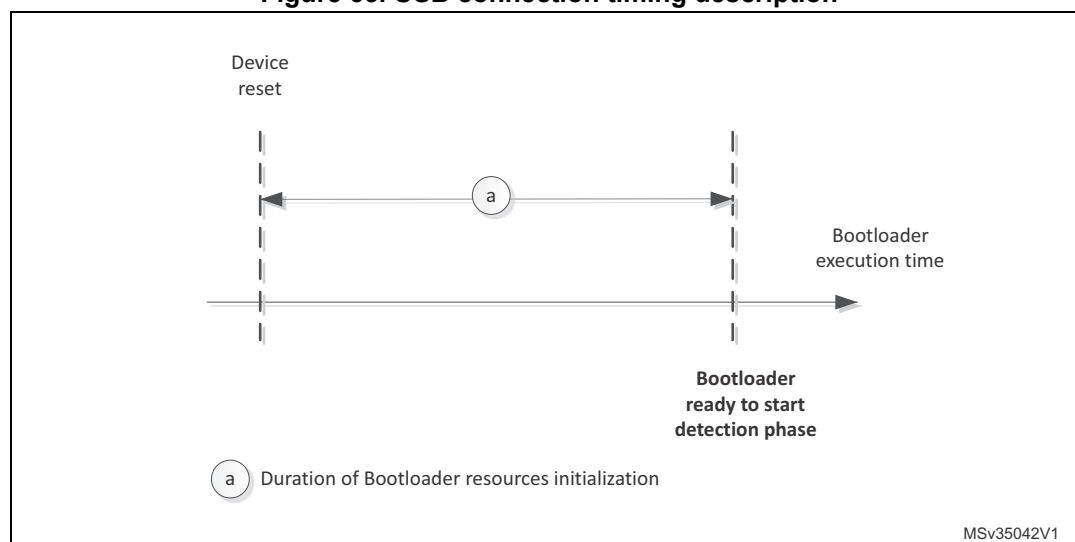 Figure USB connection timing description
Device
reset
a
Bootloader
execution time
Bootloader
ready to start
detection phase
a Duration of Bootloader resources initialization
MSv35042V1